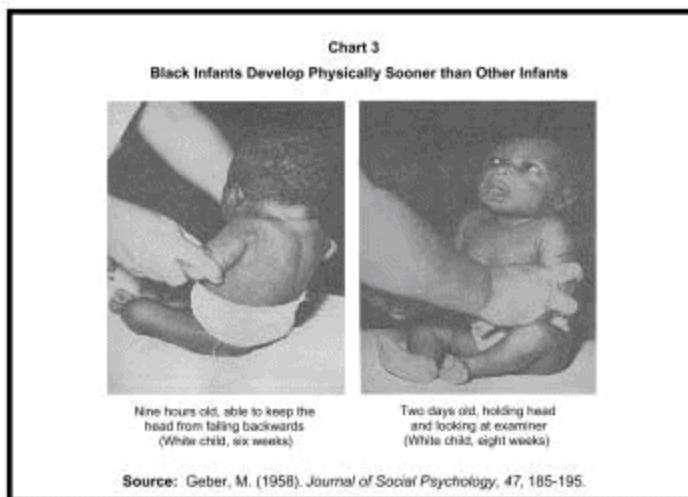 Chart 3
Black Infants Develop Physically Sooner than Other Infants
Nine hours old, able to keep the
head from falling backwards
(White child, six weeks)
Two days old, holding head
and looking at examiner
(White child, eight weeks)
Source: Geber, M. (1958). Journal of Social Psychology, 47, 185-195.